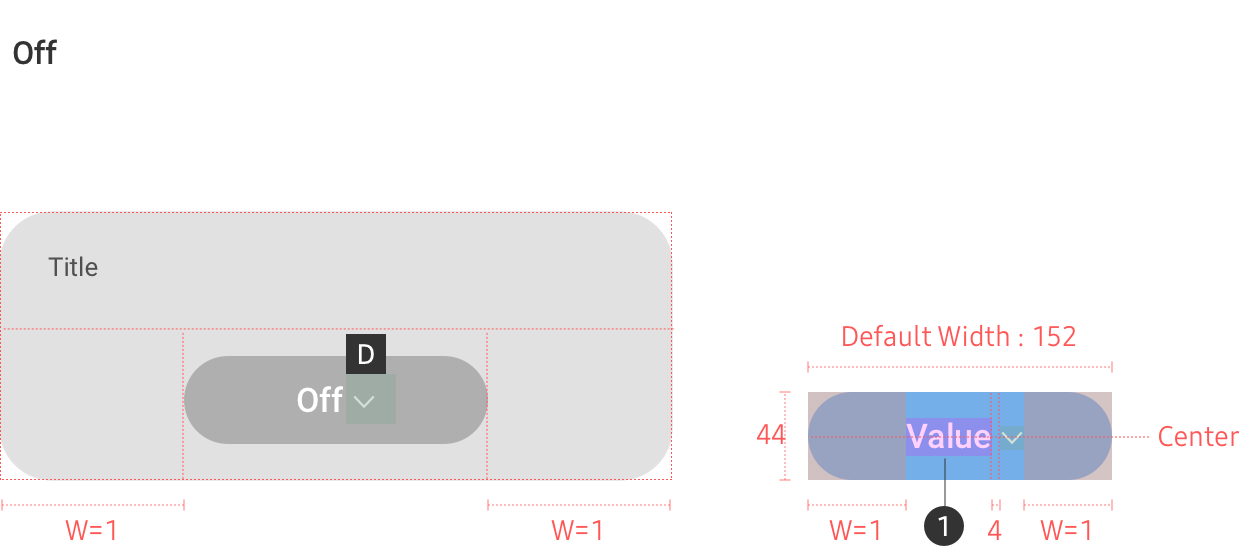 Off
Title
D
Off
W=1
W=1
Default Width : 152
44
Value
Center
W=1
1
4
W=1